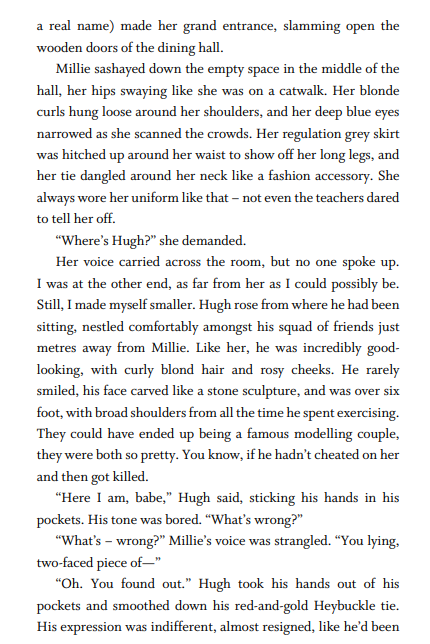 a real name) made her grand entrance, slamming open the
wooden doors of the dining hall.
Millie sashayed down the empty space in the middle of the
hall, her hips swaying like she was on a catwalk. Her blonde
curls hung loose around her shoulders, and her deep blue eyes
narrowed as she scanned the crowds. Her regulation grey skirt
was hitched up around her waist to show off her long legs, and
her tie dangled around her neck like a fashion accessory. She
always wore her uniform like that – not even the teachers dared
to tell her off.
“Where’s Hugh?” she demanded.
Her voice carried across the room, but no one spoke up.
I was at the other end, as far from her as I could possibly be.
Still, I made myself smaller. Hugh rose from where he had been
sitting, nestled comfortably amongst his squad of friends just
metres away from Millie. Like her, he was incredibly good-
looking, with curly blond hair and rosy cheeks. He rarely
smiled, his face carved like a stone sculpture, and was over six
foot, with broad shoulders from all the time he spent exercising.
They could have ended up being a famous modelling couple,
they were both so pretty. You know, if he hadn’t cheated on her
and then got killed.
“Here I am, babe,” Hugh said, sticking his hands in his
pockets. His tone was bored. “What’s wrong?”
“What’s – wrong?” Millie’s voice was strangled. “You lying,
two-faced piece of—”
“Oh. You found out.” Hugh took his hands out of his
pockets and smoothed down his red-and-gold Heybuckle tie.
His expression was indifferent, almost resigned, like he’d been